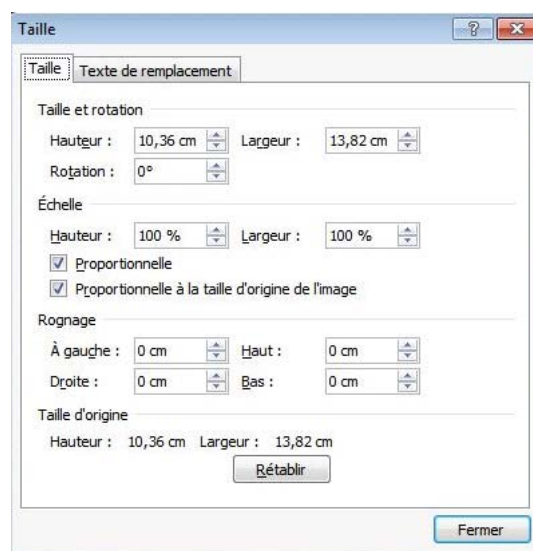 Taille
Taille Texte de remplacement
Taille et rotation
Hauteur : 10,36 cm Largeur : 13,82 cm
Rotation : 0°
Échelle
Hauteur : 100 % Largeur : 100 %
Proportionnelle
Proportionnelle à la taille d'origine de l'image
Rognage
À gauche : 0 cm Haut : 0 cm
Droite : 0 cm Bas : 0 cm
Taille d'origine
Hauteur : 10,36 cm Largeur : 13,82 cm
Rétablir
Fermer